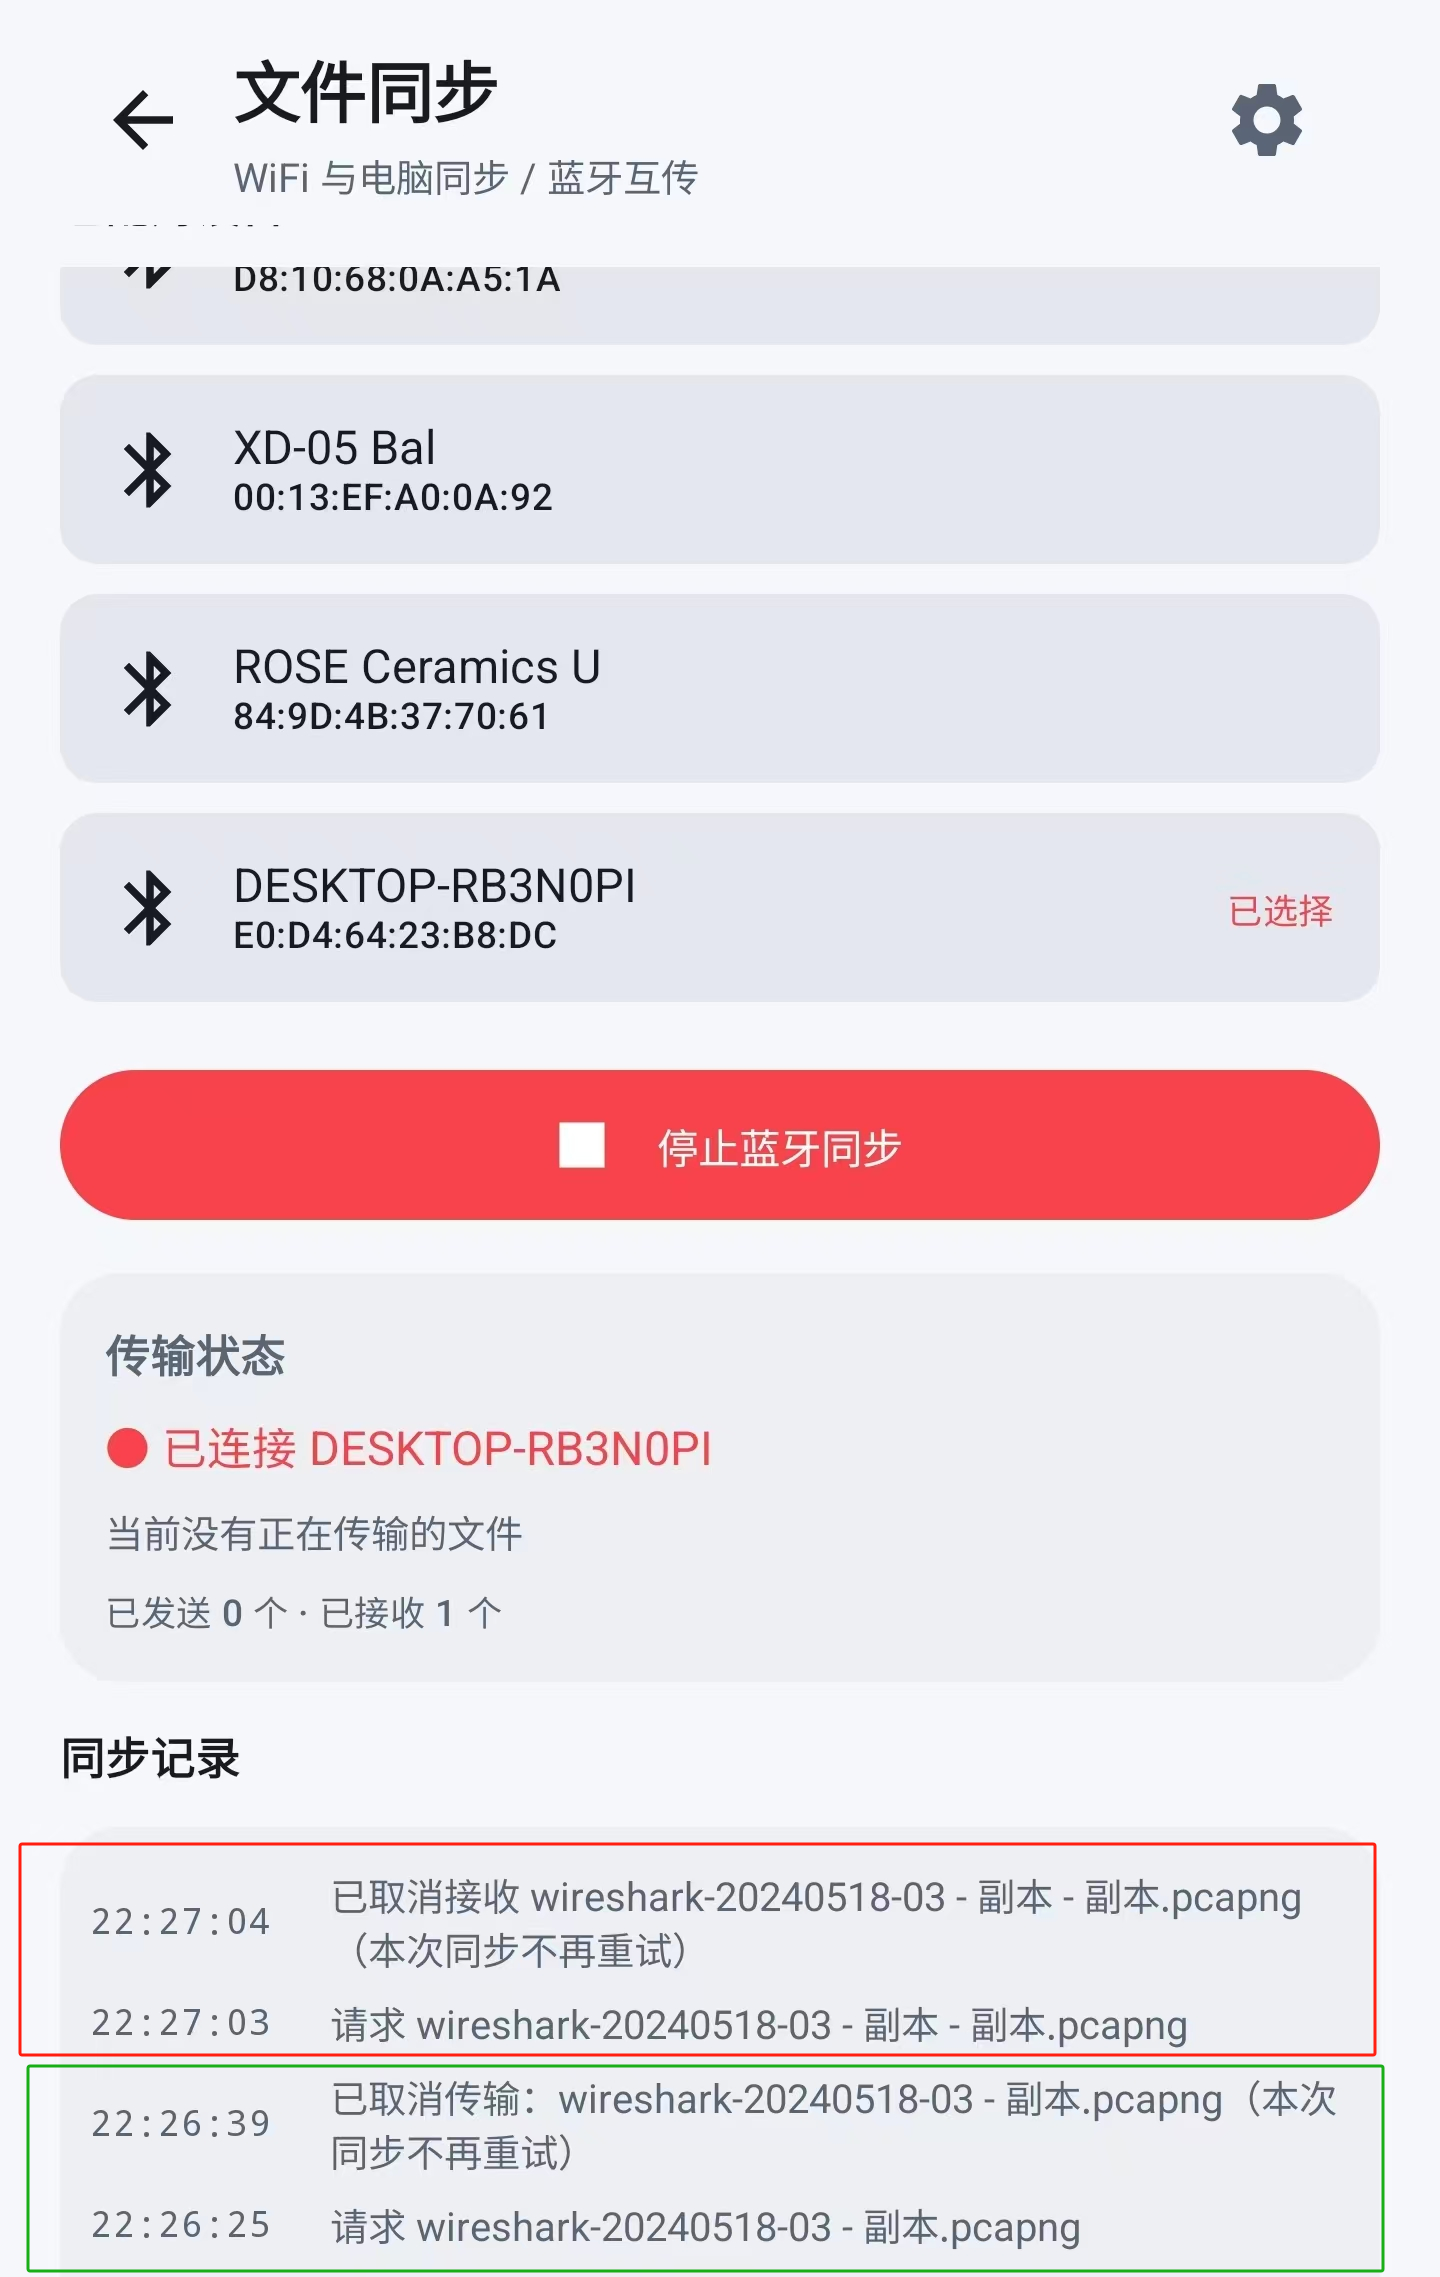 文件同步
WiFi 与电脑同步 / 蓝牙互传
D8:10:68:0A:A5:1A
XD-05 Bal
00:13:EF:A0:0A:92
ROSE Ceramics U
84:9D:4B:37:70:61
DESKTOP-RB3N0PI
E0:D4:64:23:B8:DC
已选择
停止蓝牙同步
传输状态
已连接 DESKTOP-RB3N0PI
当前没有正在传输的文件
已发送 0 个 · 已接收 1 个
同步记录
22:27:04
已取消接收 wireshark-20240518-03 - 副本 - 副本.pcapng
（本次同步不再重试）
22:27:03
请求 wireshark-20240518-03 - 副本 - 副本.pcapng
22:26:39
已取消传输：wireshark-20240518-03 - 副本.pcapng（本次
同步不再重试）
22:26:25
请求 wireshark-20240518-03 - 副本.pcapng